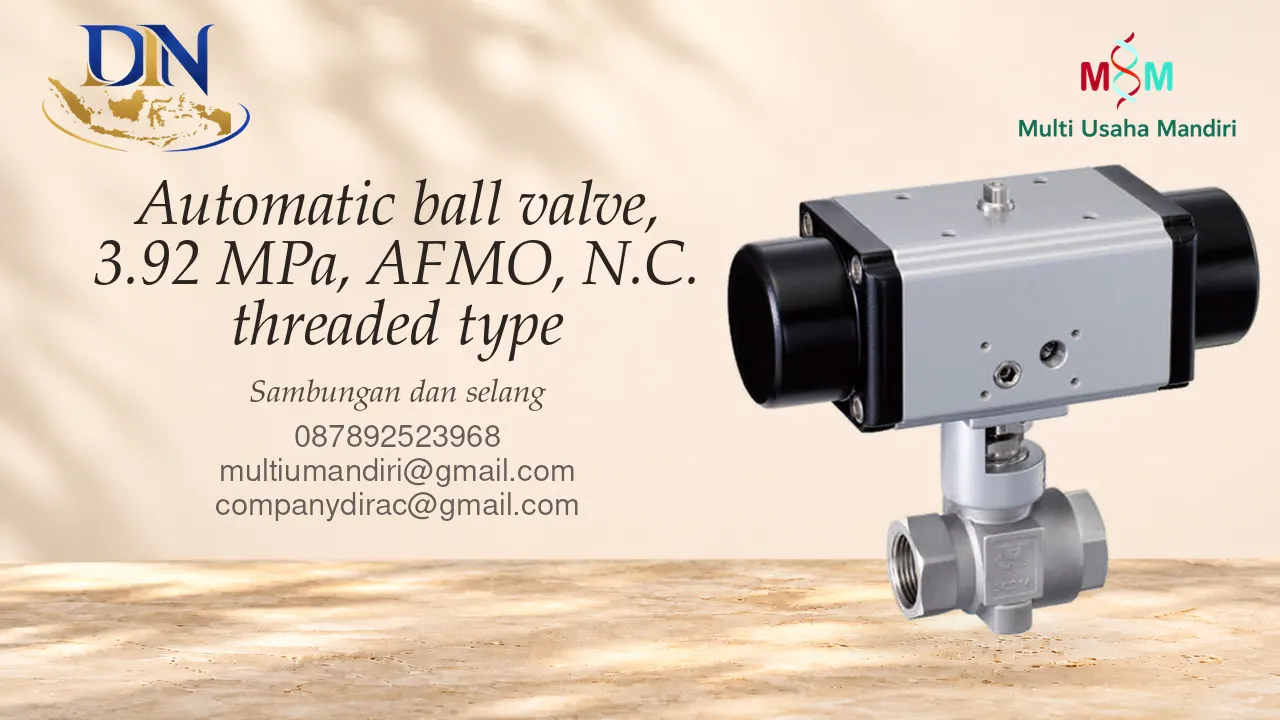 DIN
M M
Multi Usaha Mandiri
Automatic ball valve,
3.92 MPa, AFMO, N.C.
threaded type
Sambungan dan selang
087892523968
multiumandiri@gmail.com
companydirac@gmail.com